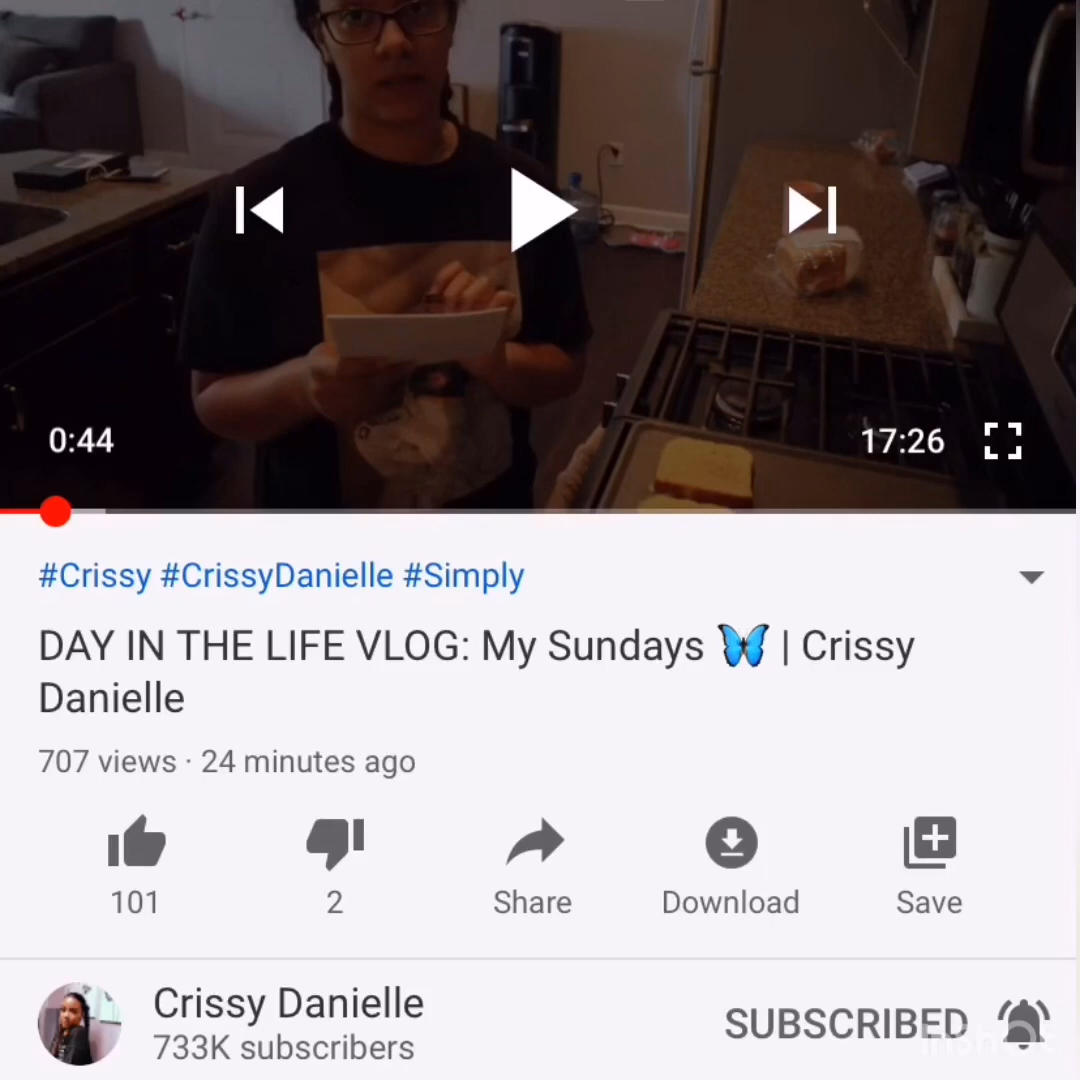 0:44
17:26
#Crissy #CrissyDanielle #Simply
DAY IN THE LIFE VLOG: My Sundays 🦋 | Crissy
Danielle
707 views · 24 minutes ago
101
2
Share
Download
Save
Crissy Danielle
733K subscribers
SUBSCRIBED
InShOt